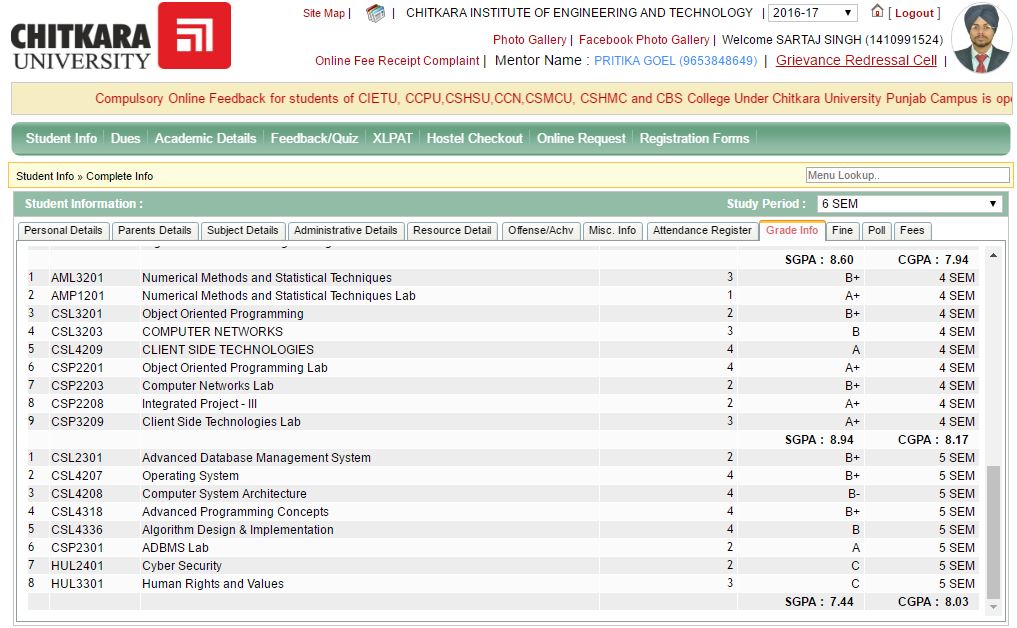 CHITKARA
UNIVERSITY
Site Map | | CHITKARA INSTITUTE OF ENGINEERING AND TECHNOLOGY | 2016-17 [ Logout ]
Photo Gallery | Facebook Photo Gallery | Welcome SARTAJ SINGH (1410991524)
Online Fee Receipt Complaint | Mentor Name : PRITIKA GOEL (9653848649) | Grievance Redressal Cell |
Compulsory Online Feedback for students of CIETU, CCPU,CSHSU,CCN,CSMCU, CSHMC and CBS College Under Chitkara University Punjab Campus is ope
Student Info Dues Academic Details Feedback/Quiz XLPAT Hostel Checkout Online Request Registration Forms
Student Info » Complete Info Menu Lookup..
Student Information : Study Period : 6 SEM
Personal Details Parents Details Subject Details Administrative Details Resource Detail Offense/Achv Misc. Info Attendance Register Grade Info Fine Poll Fees
SGPA : 8.60 CGPA : 7.94
1 AML3201 Numerical Methods and Statistical Techniques 3 B+ 4 SEM
2 AMP1201 Numerical Methods and Statistical Techniques Lab 1 A+ 4 SEM
3 CSL3201 Object Oriented Programming 2 B+ 4 SEM
4 CSL3203 COMPUTER NETWORKS 3 B 4 SEM
5 CSL4209 CLIENT SIDE TECHNOLOGIES 4 A 4 SEM
6 CSP2201 Object Oriented Programming Lab 4 A+ 4 SEM
7 CSP2203 Computer Networks Lab 2 B+ 4 SEM
8 CSP2208 Integrated Project - III 2 A+ 4 SEM
9 CSP3209 Client Side Technologies Lab 3 A+ 4 SEM
SGPA : 8.94 CGPA : 8.17
1 CSL2301 Advanced Database Management System 2 B+ 5 SEM
2 CSL4207 Operating System 4 B+ 5 SEM
3 CSL4208 Computer System Architecture 4 B- 5 SEM
4 CSL4318 Advanced Programming Concepts 4 B+ 5 SEM
5 CSL4336 Algorithm Design & Implementation 4 B 5 SEM
6 CSP2301 ADBMS Lab 2 A 5 SEM
7 HUL2401 Cyber Security 2 C 5 SEM
8 HUL3301 Human Rights and Values 3 C 5 SEM
SGPA : 7.44 CGPA : 8.03